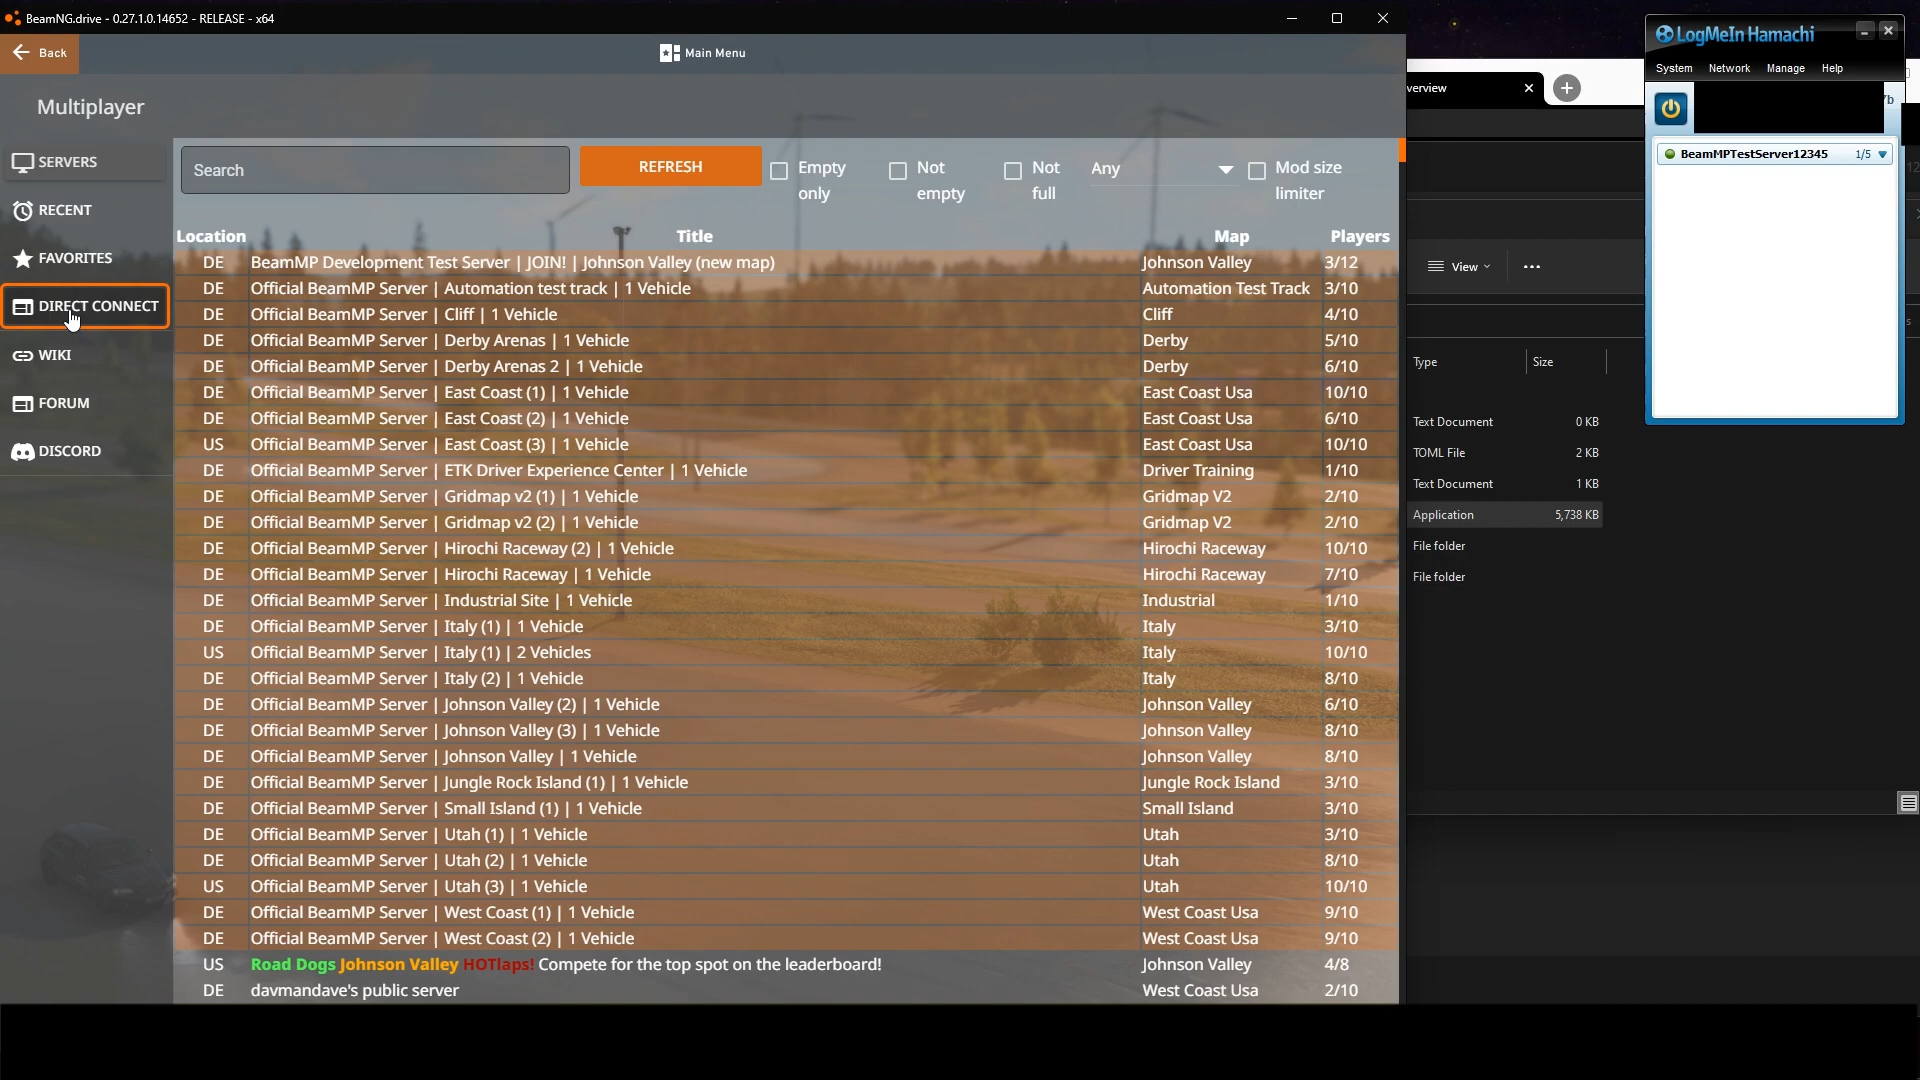 BeamNG.drive - 0.27.1.0.14652 - RELEASE - x64
Back
Main Menu
Multiplayer
SERVERS
RECENT
FAVORITES
DIRECT CONNECT
WIKI
FORUM
DISCORD
Search
REFRESH
Empty only
Not empty
Not full
Any
Mod size limiter
Location Title Map Players
DE BeamMP Development Test Server | JOIN! | Johnson Valley (new map) Johnson Valley 3/12
DE Official BeamMP Server | Automation test track | 1 Vehicle Automation Test Track 3/10
DE Official BeamMP Server | Cliff | 1 Vehicle Cliff 4/10
DE Official BeamMP Server | Derby Arenas | 1 Vehicle Derby 5/10
DE Official BeamMP Server | Derby Arenas 2 | 1 Vehicle Derby 6/10
DE Official BeamMP Server | East Coast (1) | 1 Vehicle East Coast Usa 10/10
DE Official BeamMP Server | East Coast (2) | 1 Vehicle East Coast Usa 6/10
US Official BeamMP Server | East Coast (3) | 1 Vehicle East Coast Usa 10/10
DE Official BeamMP Server | ETK Driver Experience Center | 1 Vehicle Driver Training 1/10
DE Official BeamMP Server | Gridmap v2 (1) | 1 Vehicle Gridmap V2 2/10
DE Official BeamMP Server | Gridmap v2 (2) | 1 Vehicle Gridmap V2 2/10
DE Official BeamMP Server | Hirochi Raceway (2) | 1 Vehicle Hirochi Raceway 10/10
DE Official BeamMP Server | Hirochi Raceway | 1 Vehicle Hirochi Raceway 7/10
DE Official BeamMP Server | Industrial Site | 1 Vehicle Industrial 1/10
DE Official BeamMP Server | Italy (1) | 1 Vehicle Italy 3/10
US Official BeamMP Server | Italy (1) | 2 Vehicles Italy 10/10
DE Official BeamMP Server | Italy (2) | 1 Vehicle Italy 8/10
DE Official BeamMP Server | Johnson Valley (2) | 1 Vehicle Johnson Valley 6/10
DE Official BeamMP Server | Johnson Valley (3) | 1 Vehicle Johnson Valley 8/10
DE Official BeamMP Server | Johnson Valley | 1 Vehicle Johnson Valley 8/10
DE Official BeamMP Server | Jungle Rock Island (1) | 1 Vehicle Jungle Rock Island 3/10
DE Official BeamMP Server | Small Island (1) | 1 Vehicle Small Island 3/10
DE Official BeamMP Server | Utah (1) | 1 Vehicle Utah 3/10
DE Official BeamMP Server | Utah (2) | 1 Vehicle Utah 8/10
US Official BeamMP Server | Utah (3) | 1 Vehicle Utah 10/10
DE Official BeamMP Server | West Coast (1) | 1 Vehicle West Coast Usa 9/10
DE Official BeamMP Server | West Coast (2) | 1 Vehicle West Coast Usa 9/10
US Road Dogs Johnson Valley HOTlaps! Compete for the top spot on the leaderboard! Johnson Valley 4/8
DE davmandave's public server West Coast Usa 2/10
verview
View
Type Size
Text Document 0 KB
TOML File 2 KB
Text Document 1 KB
Application 5,738 KB
File folder
File folder
LogMeIn Hamachi
System Network Manage Help
BeamMPTestServer12345 1/5